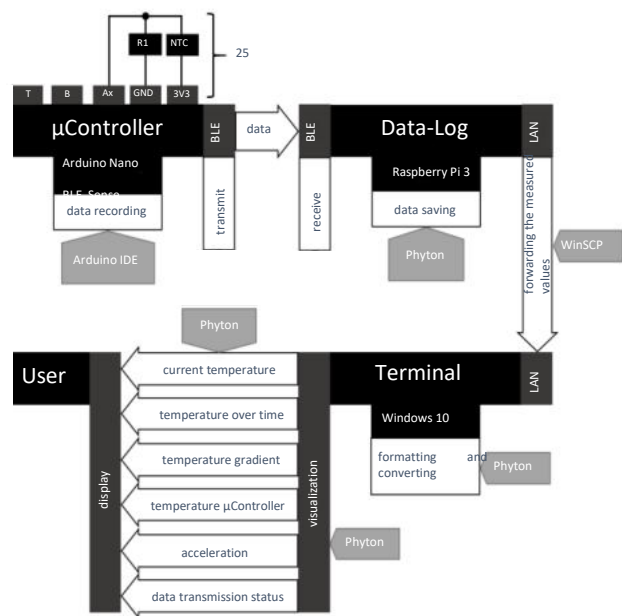 R1
NTC
25
T
B
Ax
GND
3V3
µController
BLE
data
BLE
Data-Log
LAN
Arduino Nano
BLE Sense
Raspberry Pi 3
data recording
transmit
receive
data saving
forwarding the measured
values
Arduino IDE
Phyton
WinSCP
Phyton
User
current temperature
Terminal
LAN
Windows 10
temperature over time
temperature gradient
formatting and
converting
Phyton
display
visualization
temperature µController
acceleration
Phyton
data transmission status